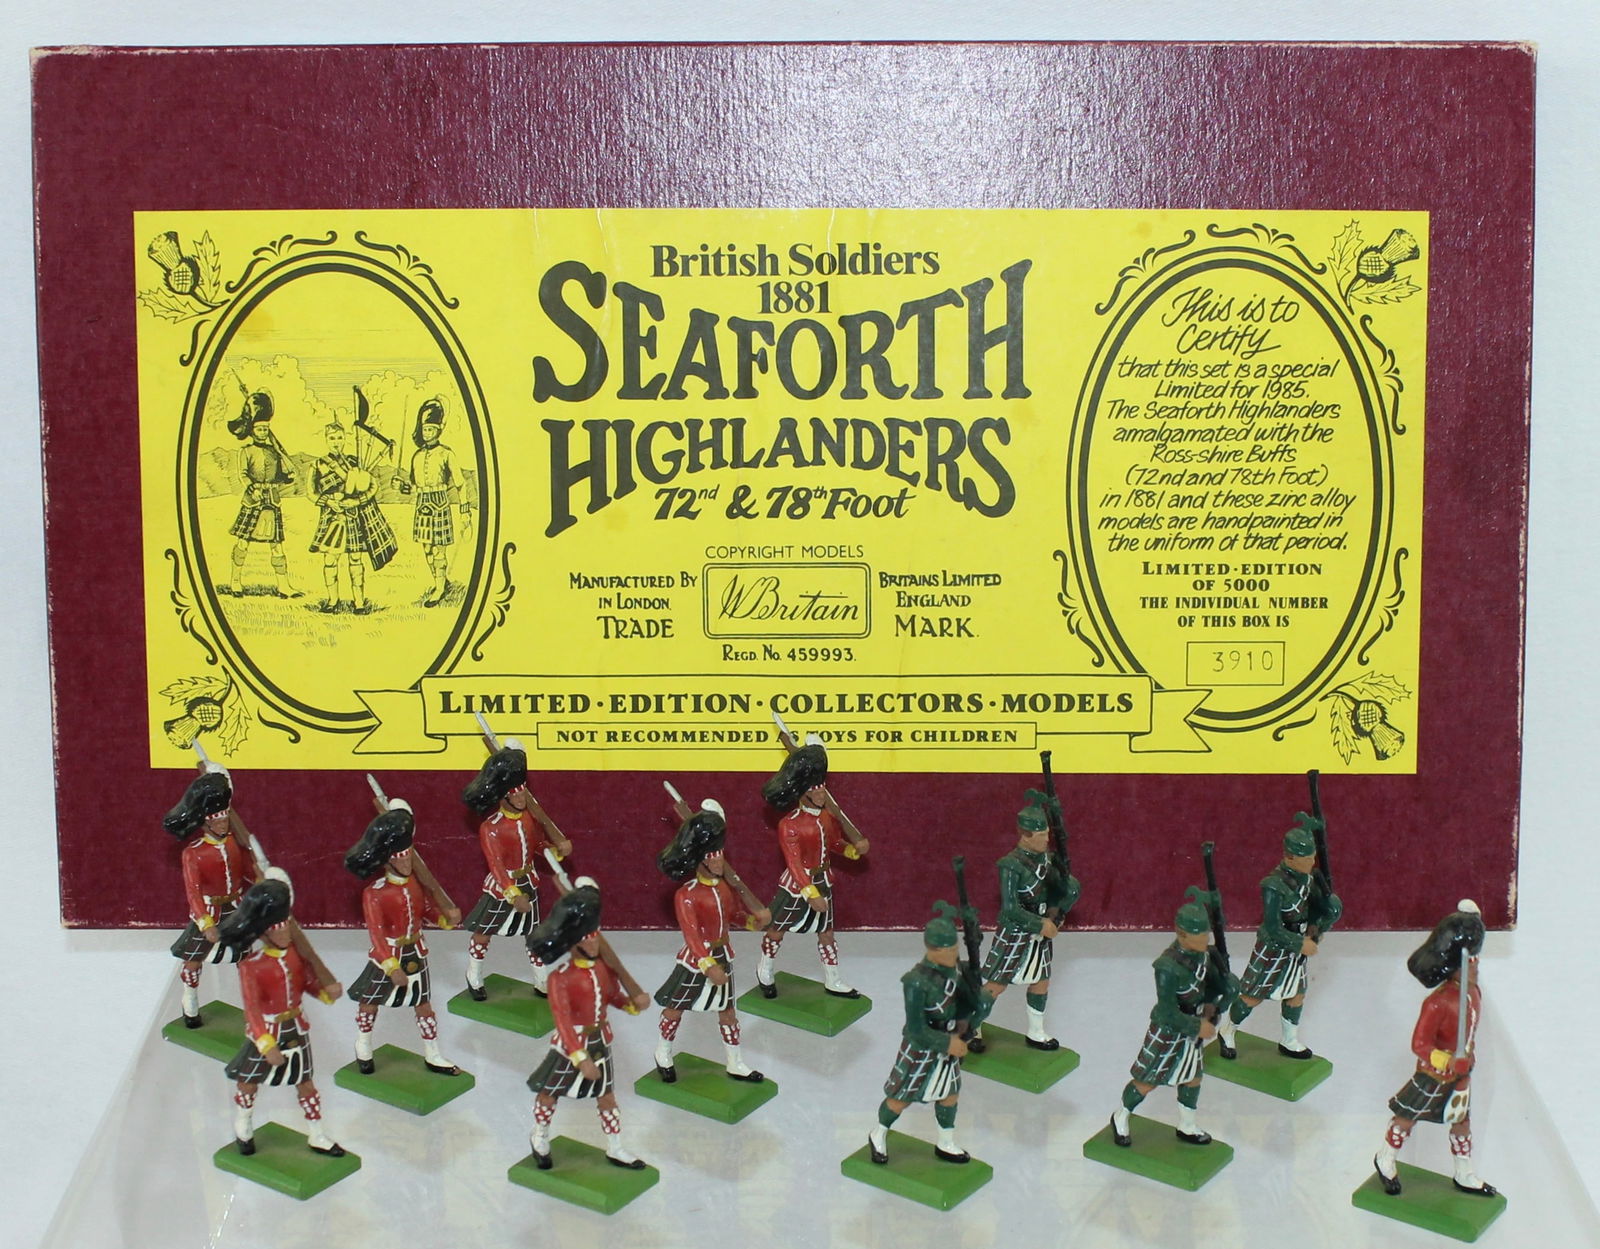 British Soldiers
1881
SEAFORTH
HIGHLANDERS
72nd & 78th Foot
COPYRIGHT MODELS
MANUFACTURED BY
IN LONDON.
TRADE
W Britain
BRITAINS LIMITED
ENGLAND
MARK.
REGD. No. 459993.
LIMITED · EDITION · COLLECTORS · MODELS
NOT RECOMMENDED AS TOYS FOR CHILDREN
This is to
Certify
that this set is a special
Limited for 1985.
The Seaforth Highlanders
amalgamated with the
Ross-shire Buffs
(72nd and 78th Foot)
in 1881 and these zinc alloy
models are handpainted in
the uniform of that period.
LIMITED · EDITION
OF 5000
THE INDIVIDUAL NUMBER
OF THIS BOX IS
3910